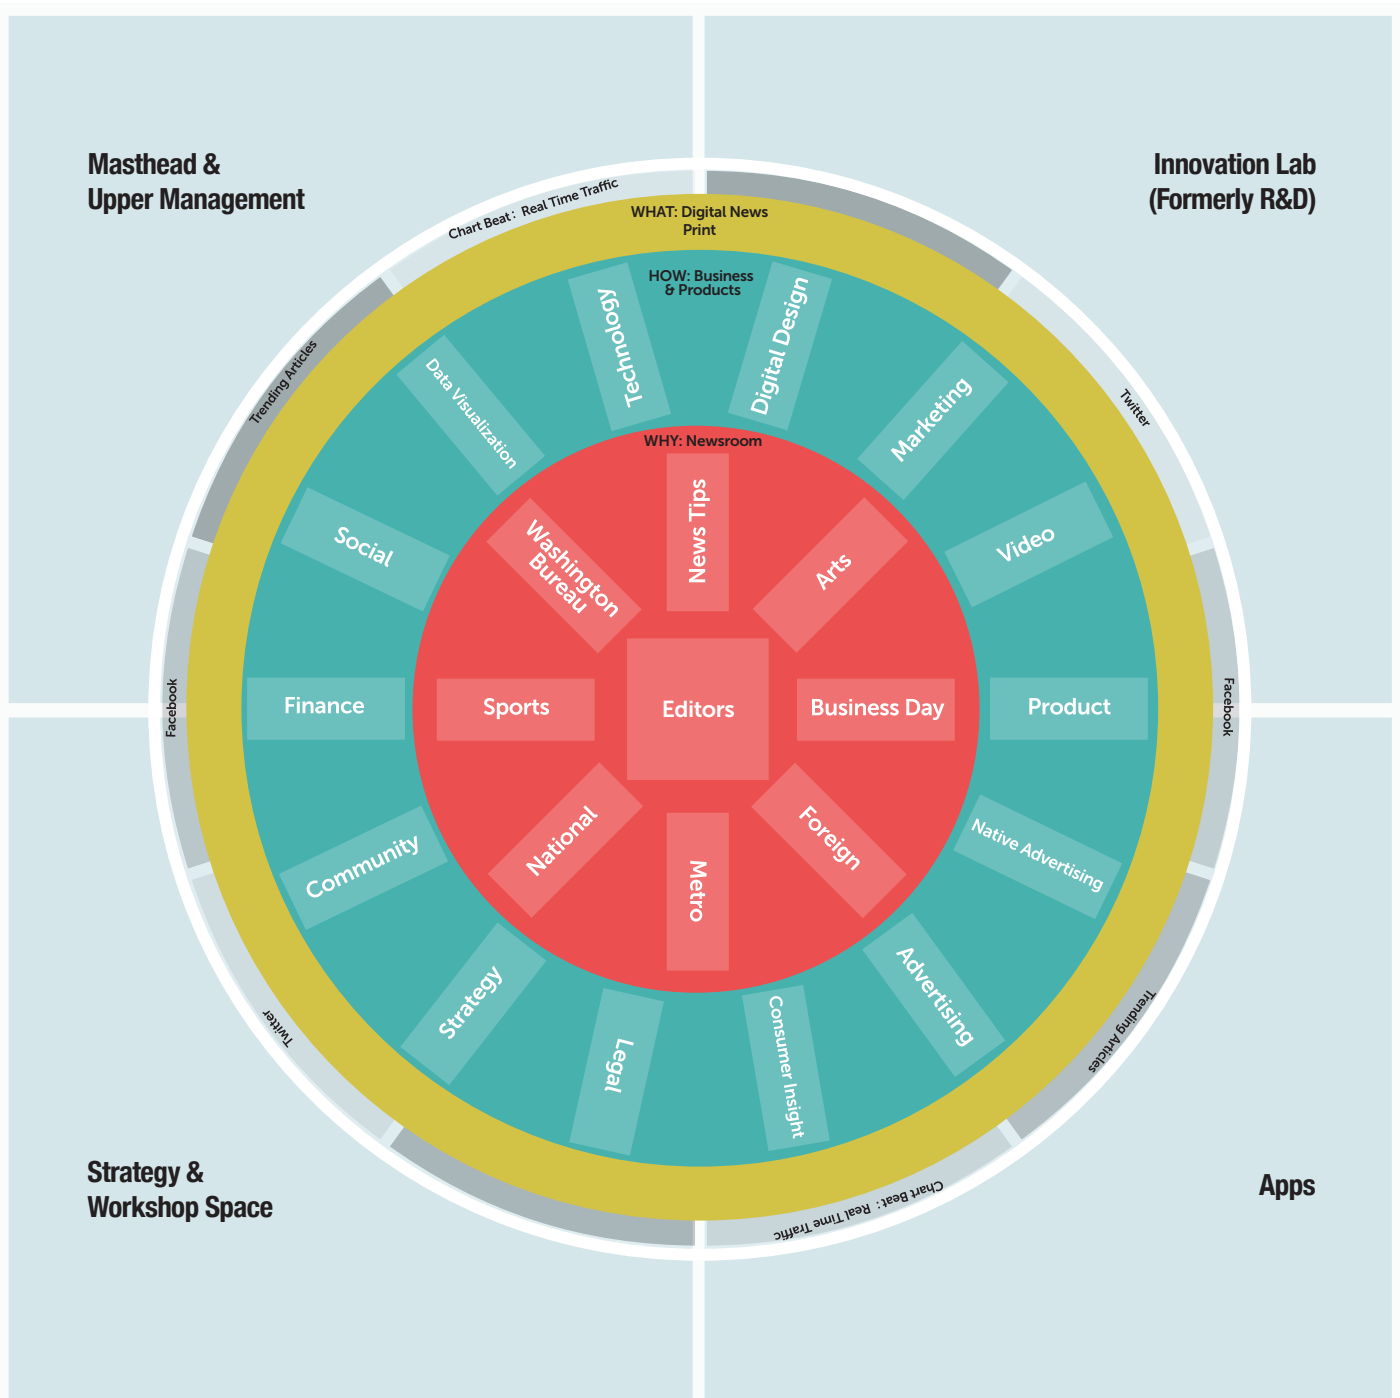 Masthead &
Upper Management
Innovation Lab
(Formerly R&D)
Chart Beat: Real Time Traffic
Trending Articles
Twitter
Facebook
Facebook
Twitter
Trending Articles
Chart Beat: Real Time Traffic
WHAT: Digital News
Print
HOW: Business
& Products
Technology
Digital Design
Data Visualization
Marketing
Social
Video
Finance
Product
Community
Native Advertising
Strategy
Advertising
Legal
Consumer Insight
WHY: Newsroom
News Tips
Washington
Bureau
Arts
Sports
Editors
Business Day
National
Foreign
Metro
Strategy &
Workshop Space
Apps